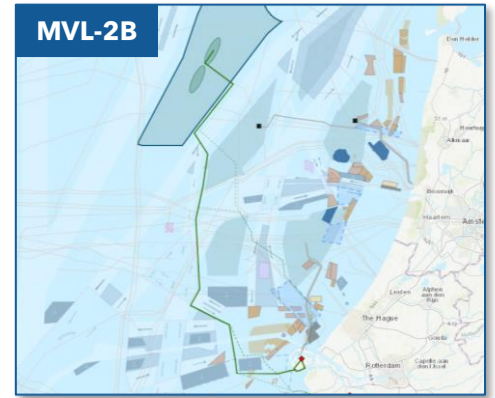 MVL-2B
Den Helder
Alkmaar
Haarlem
Leiden
Alphen
aan den
Rijn
The Hague
Gouda
Rotterdam
Capelle aan
den IJssel